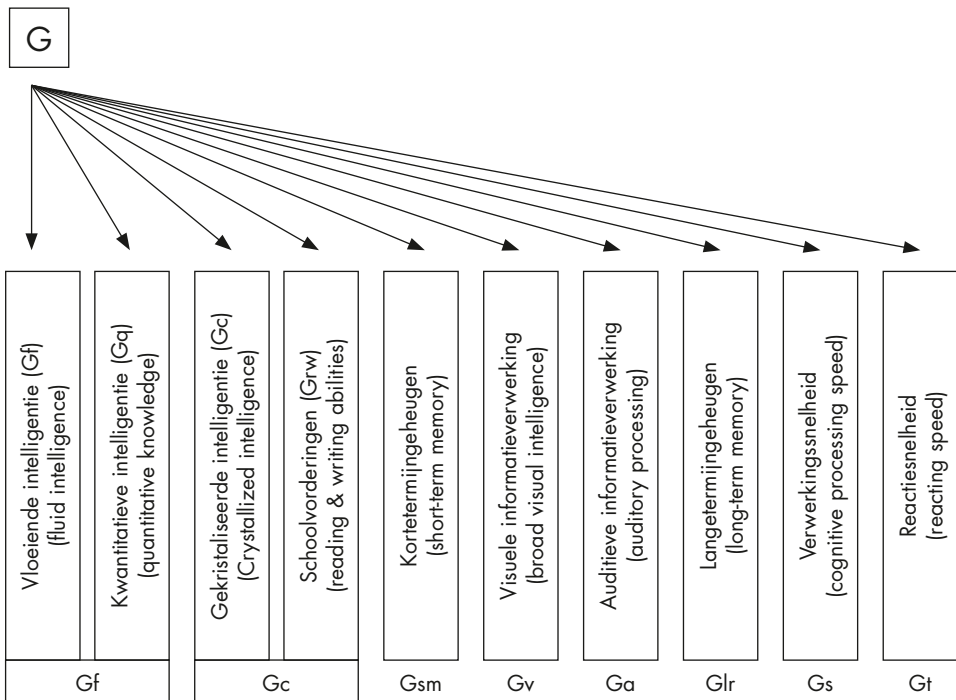 G
Vloeiende intelligentie (Gf)
(fluid intelligence)
Kwantitatieve intelligentie (Gq)
(quantitative knowledge)
Gekristaliseerde intelligentie (Gc)
(Crystallized intelligence)
Schoolvorderingen (Grw)
(reading & writing abilities)
Kortetermijngeheugen
(short-term memory)
Visuele informatieverwerking
(broad visual intelligence)
Auditieve informatieverwerking
(auditory processing)
Langetermijngeheugen
(long-term memory)
Verwerkingssnelheid
(cognitive processing speed)
Reactiesnelheid
(reacting speed)
Gf
Gc
Gsm
Gv
Ga
Glr
Gs
Gt